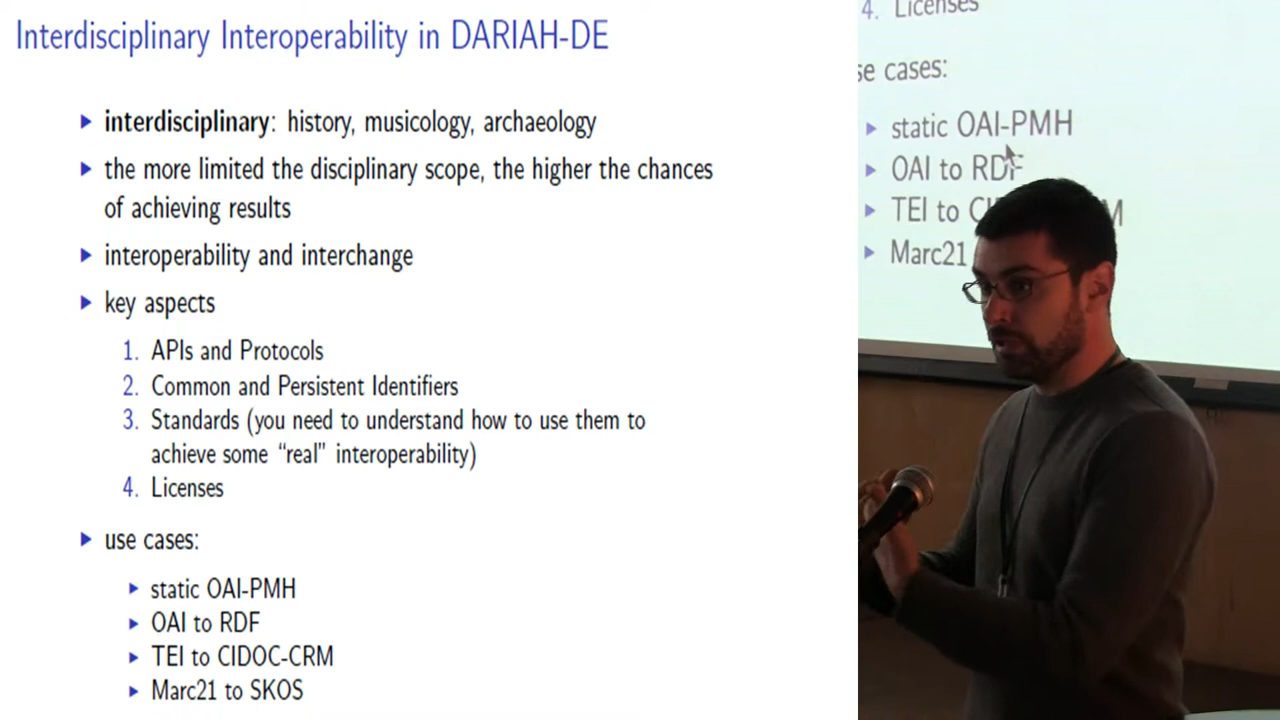 Interdisciplinary Interoperability in DARIAH-DE
▶ interdisciplinary: history, musicology, archaeology
▶ the more limited the disciplinary scope, the higher the chances
of achieving results
▶ interoperability and interchange
▶ key aspects
1. APIs and Protocols
2. Common and Persistent Identifiers
3. Standards (you need to understand how to use them to
achieve some “real” interoperability)
4. Licenses
▶ use cases:
▶ static OAI-PMH
▶ OAI to RDF
▶ TEI to CIDOC-CRM
▶ Marc21 to SKOS
4. Licenses
se cases:
▶ static OAI-PMH
▶ OAI to RDF
▶ TEI to CI M
▶ Marc21